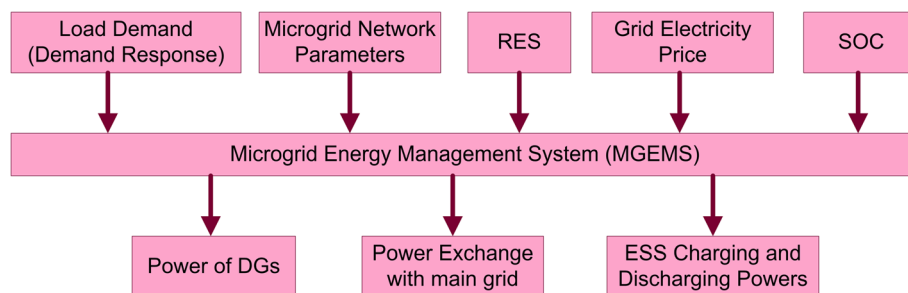 Load Demand
(Demand Response)
Microgrid Network
Parameters
RES
Grid Electricity
Price
SOC
Microgrid Energy Management System (MGEMS)
Power of DGs
Power Exchange
with main grid
ESS Charging and
Discharging Powers